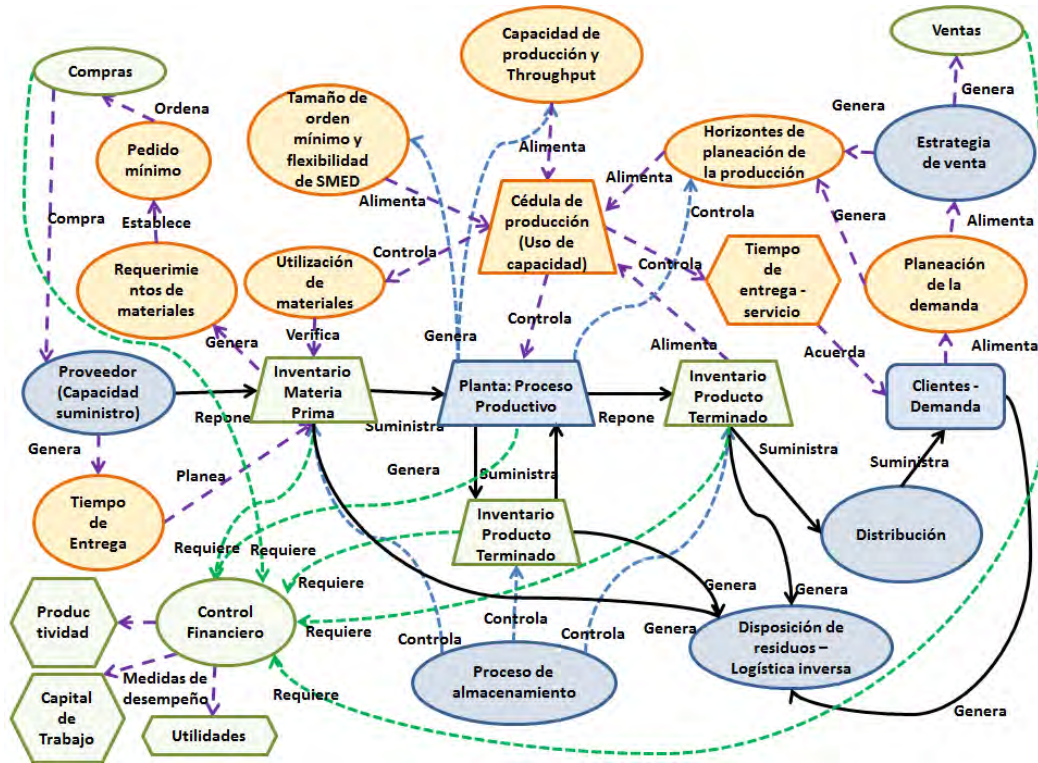 Capacidad de
producción y
Throughput
Ventas
Compras
Ordena
Genera
Genera
Tamaño de
orden
mínimo y
flexibilidad
de SMED
Pedido
mínimo
Alimenta
Horizontes de
planeación de
la producción
Estrategia
de venta
Alimenta
Alimenta
Cédula de
producción
(Uso de
capacidad)
Controla
Genera
Alimenta
Compra
Establece
Controla
Controla
Requerimie
ntos de
materiales
Utilización
de
materiales
Tiempo
de
entrega -
servicio
Planeación
de la
demanda
Controla
Verifica
Genera
Genera
Alimenta
Acuerda
Alimenta
Proveedor
(Capacidad
suministro)
Inventario
Materia
Prima
Planta: Proceso
Productivo
Inventario
Producto
Terminado
Clientes -
Demanda
Repone
Suministra
Repone
Genera
Planea
Genera
Suministra
Suministra
Tiempo
de
Entrega
Inventario
Producto
Terminado
Distribución
Requiere
Requiere
Requiere
Genera
Genera
Produc
tividad
Control
Financiero
Requiere
Controla
Controla
Controla
Genera
Disposición de
residuos –
Logística inversa
Proceso de
almacenamiento
Medidas de
desempeño
Requiere
Capital
de
Trabajo
Utilidades
Genera